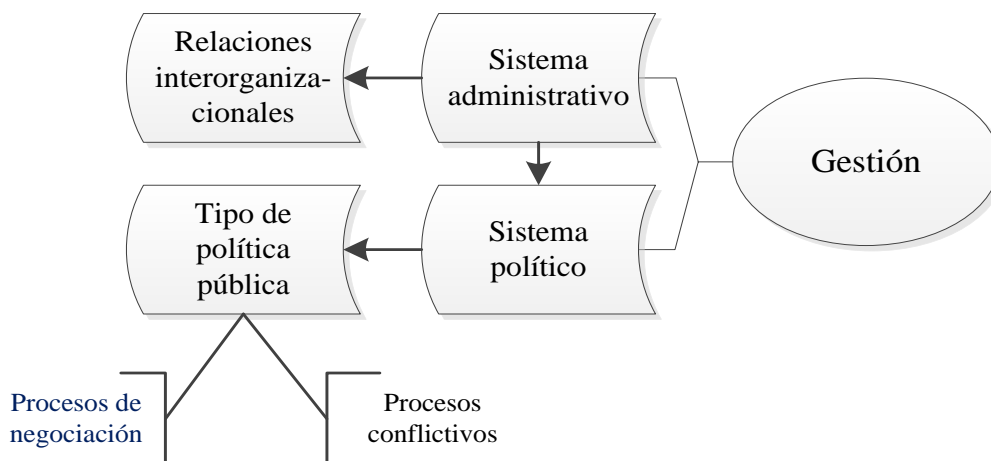 Relaciones
interorganiza-
cionales
Sistema
administrativo
Gestión
Tipo de
política
pública
Sistema
político
Procesos de
negociación
Procesos
conflictivos